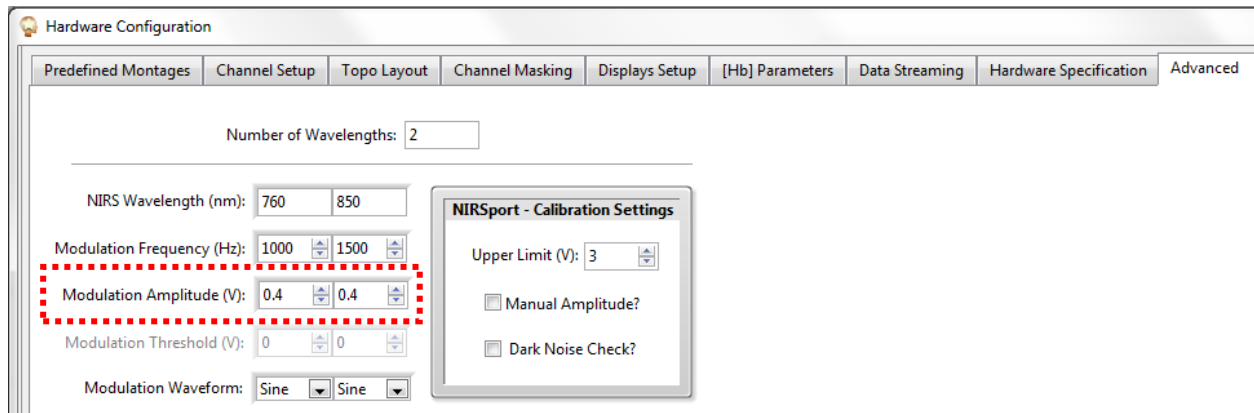 Hardware Configuration
Predefined Montages Channel Setup Topo Layout Channel Masking Displays Setup [Hb] Parameters Data Streaming Hardware Specification Advanced
Number of Wavelengths: 2
NIRS Wavelength (nm): 760 850
Modulation Frequency (Hz): 1000 1500
Modulation Amplitude (V): 0.4 0.4
Modulation Threshold (V): 0 0
Modulation Waveform: Sine Sine
NIRSport - Calibration Settings
Upper Limit (V): 3
Manual Amplitude?
Dark Noise Check?